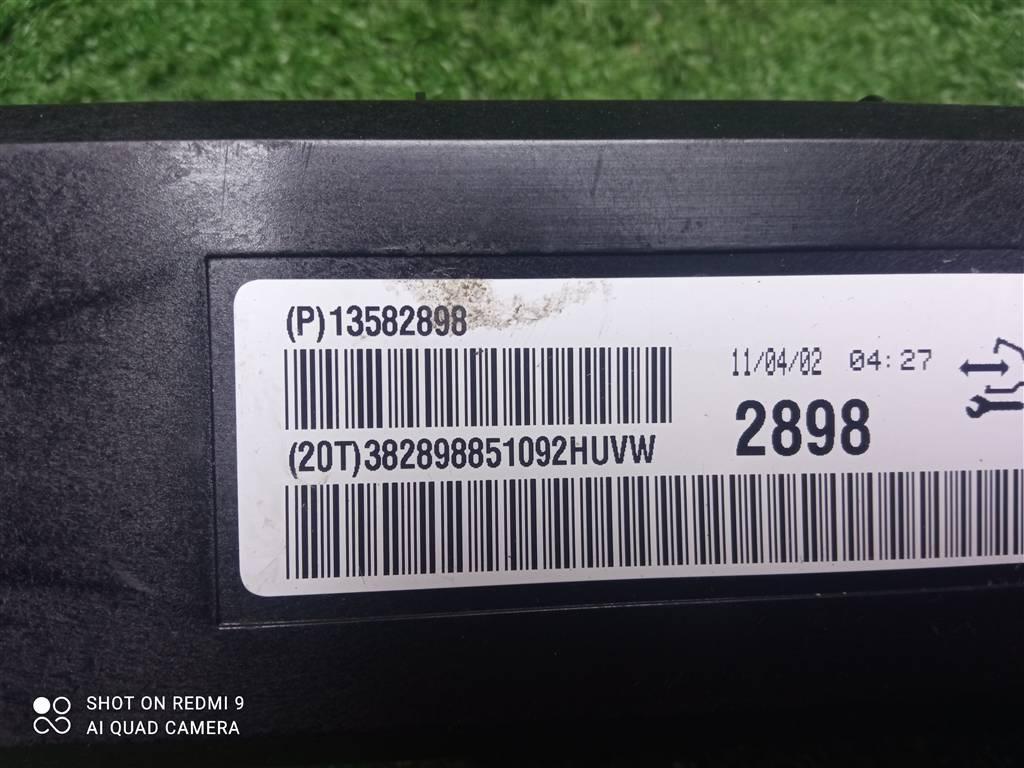 (P)13582898
11/04/02 04:27
(20T)382898851092HUVW
2898
SHOT ON REDMI 9
AI QUAD CAMERA